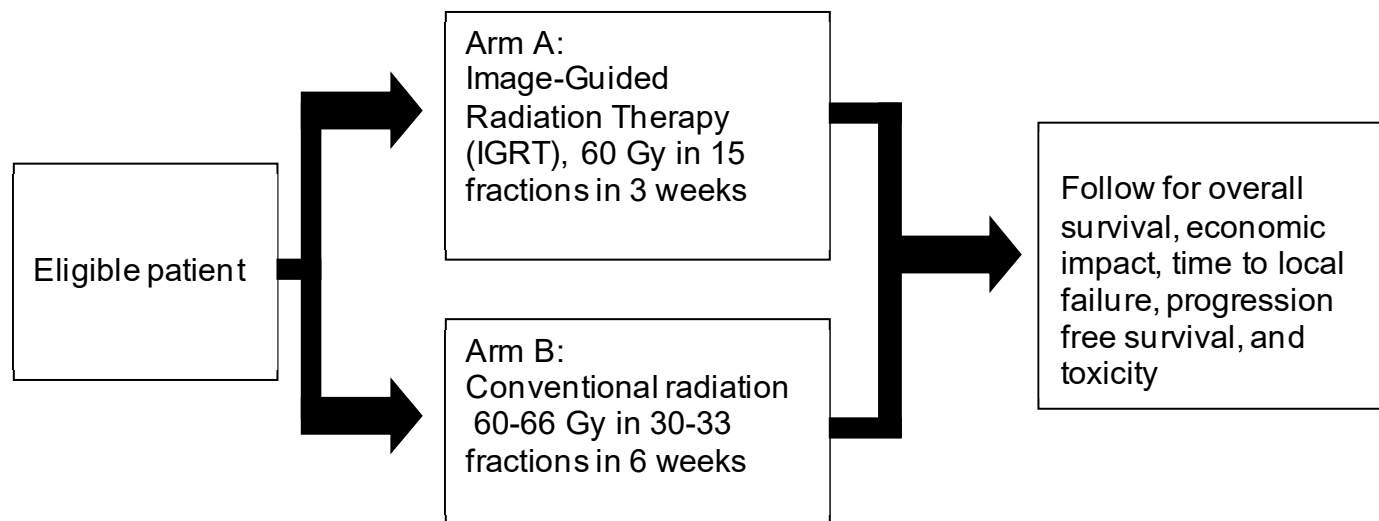 Eligible patient
Arm A:
Image-Guided
Radiation Therapy
(IGRT), 60 Gy in 15
fractions in 3 weeks
Arm B:
Conventional radiation
60-66 Gy in 30-33
fractions in 6 weeks
Follow for overall
survival, economic
impact, time to local
failure, progression
free survival, and
toxicity